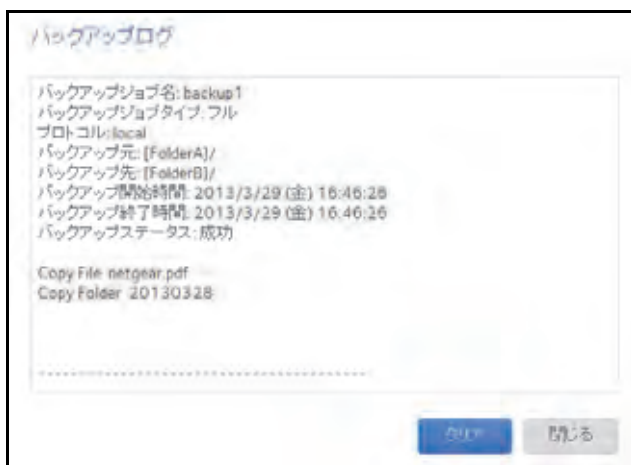 バックアップログ
バックアップジョブ名: backup1
バックアップジョブタイプ: フル
プロトコル: local
バックアップ元: [FolderA]/
バックアップ先: [FolderB]/
バックアップ開始時間: 2013/3/29 (金) 16:46:26
バックアップ終了時間: 2013/3/29 (金) 16:46:26
バックアップステータス: 成功
Copy File netgear.pdf
Copy Folder 20130328
----------------------------------------
クリア
閉じる